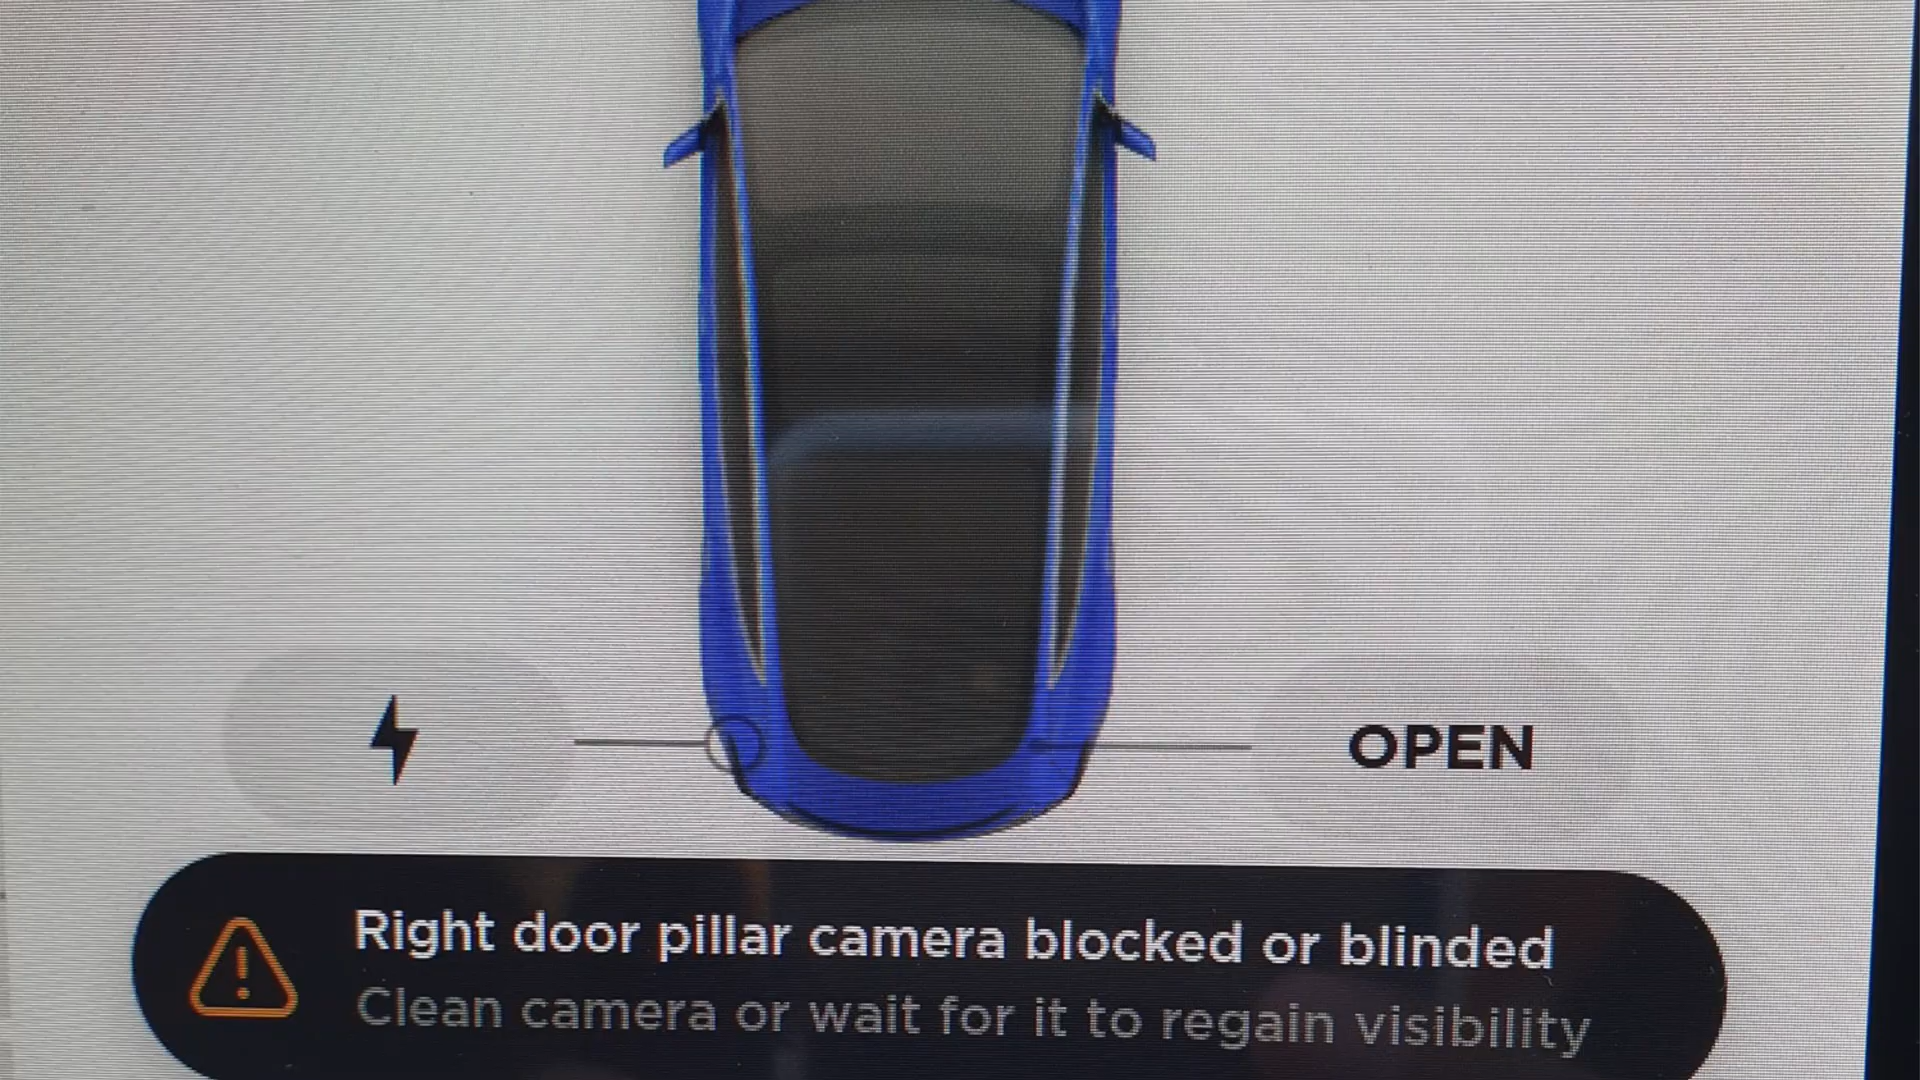 OPEN
Right door pillar camera blocked or blinded
Clean camera or wait for it to regain visibility